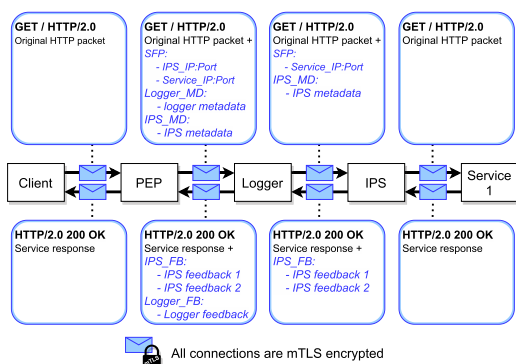 GET / HTTP/2.0
Original HTTP packet
GET / HTTP/2.0
Original HTTP packet +
SFP:
- IPS_IP:Port
- Service_IP:Port
Logger_MD:
- logger metadata
IPS_MD:
- IPS metadata
GET / HTTP/2.0
Original HTTP packet +
SFP:
- Service_IP:Port
IPS_MD:
- IPS metadata
GET / HTTP/2.0
Original HTTP packet
Client
PEP
Logger
IPS
Service
1
HTTP/2.0 200 OK
Service response
HTTP/2.0 200 OK
Service response +
IPS_FB:
- IPS feedback 1
- IPS feedback 2
Logger_FB:
- Logger feedback
HTTP/2.0 200 OK
Service response +
IPS_FB:
- IPS feedback 1
- IPS feedback 2
HTTP/2.0 200 OK
Service response
mTLS
All connections are mTLS encrypted